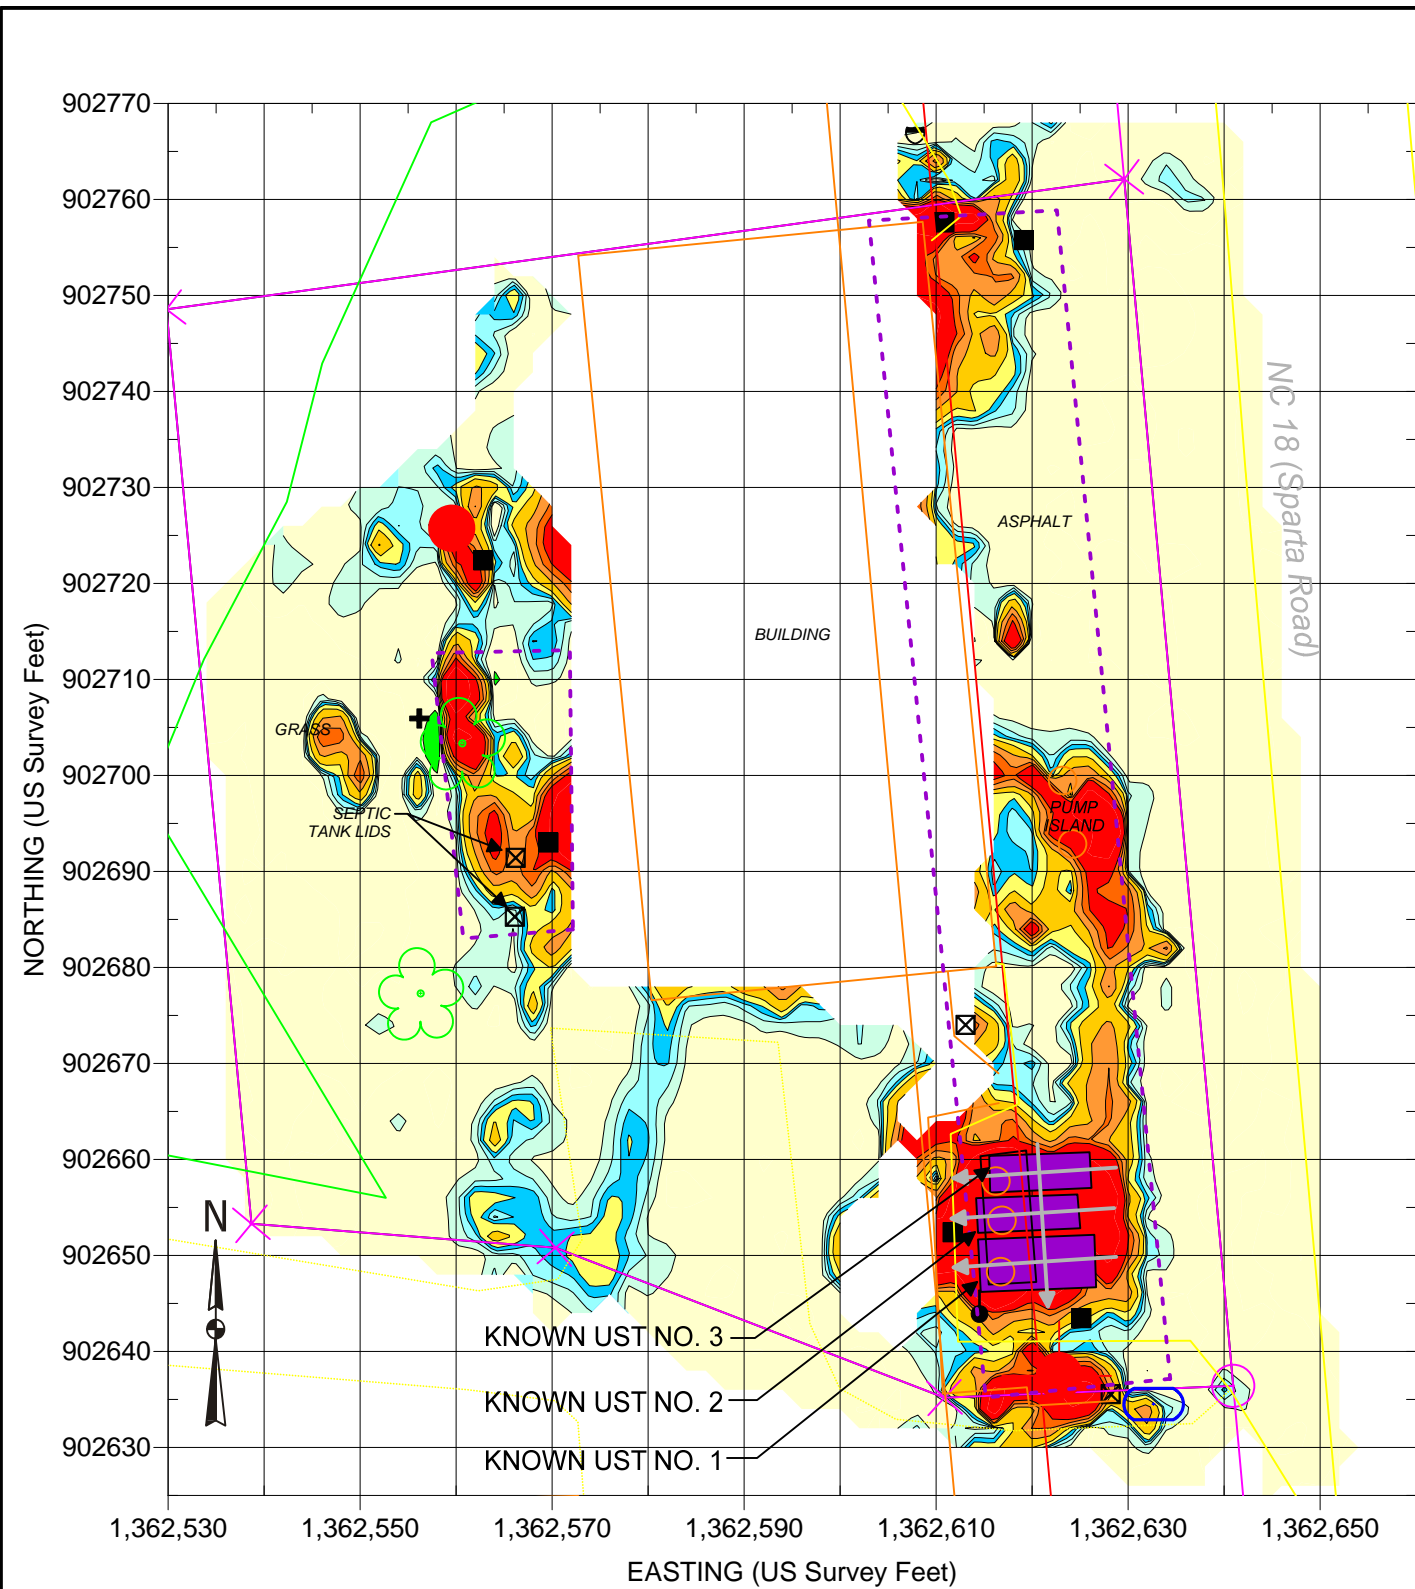 902770
902760
902750
902740
902730
902720
902710
902700
902690
902680
902670
902660
902650
902640
902630
NORTHING (US Survey Feet)
NC 18 (Sparta Road)
ASPHALT
BUILDING
GRASS
SEPTIC
TANK LIDS
PUMP
ISLAND
N
KNOWN UST NO. 3
KNOWN UST NO. 2
KNOWN UST NO. 1
1,362,530
1,362,550
1,362,570
1,362,590
1,362,610
1,362,630
1,362,650
EASTING (US Survey Feet)